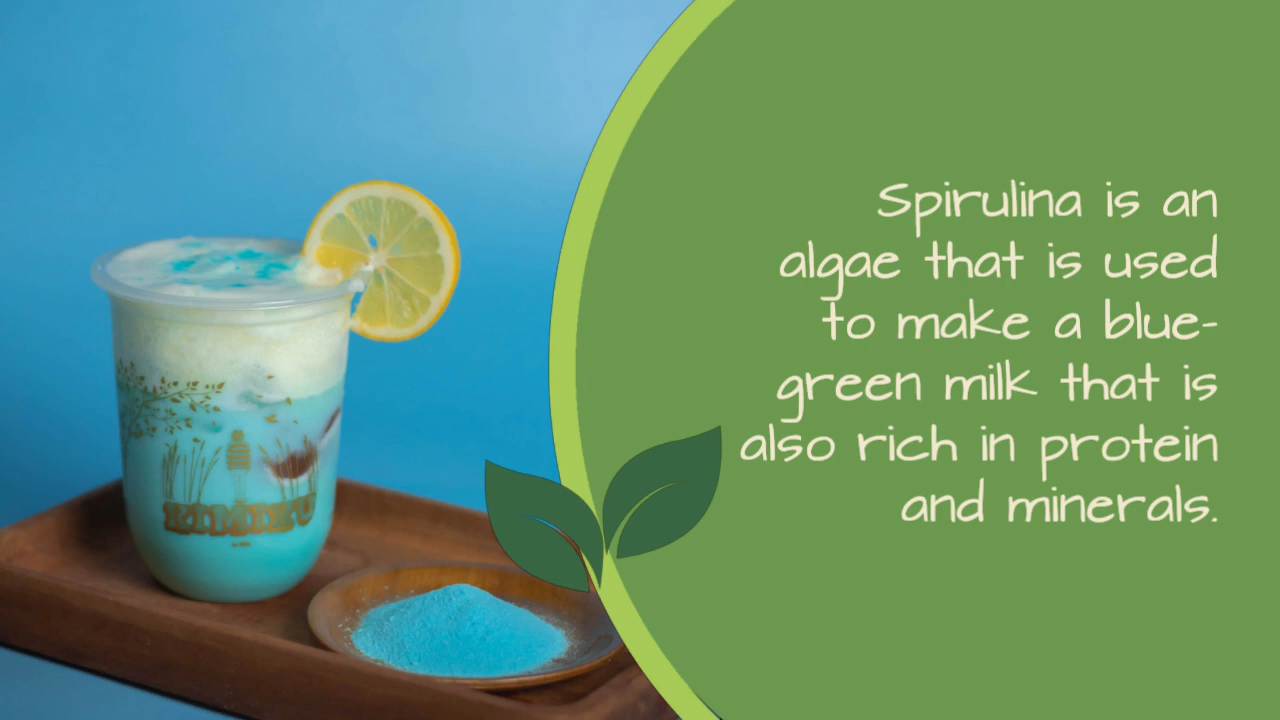 KIMIKU
Spirulina is an
algae that is used
to make a blue-
green milk that is
also rich in protein
and minerals.